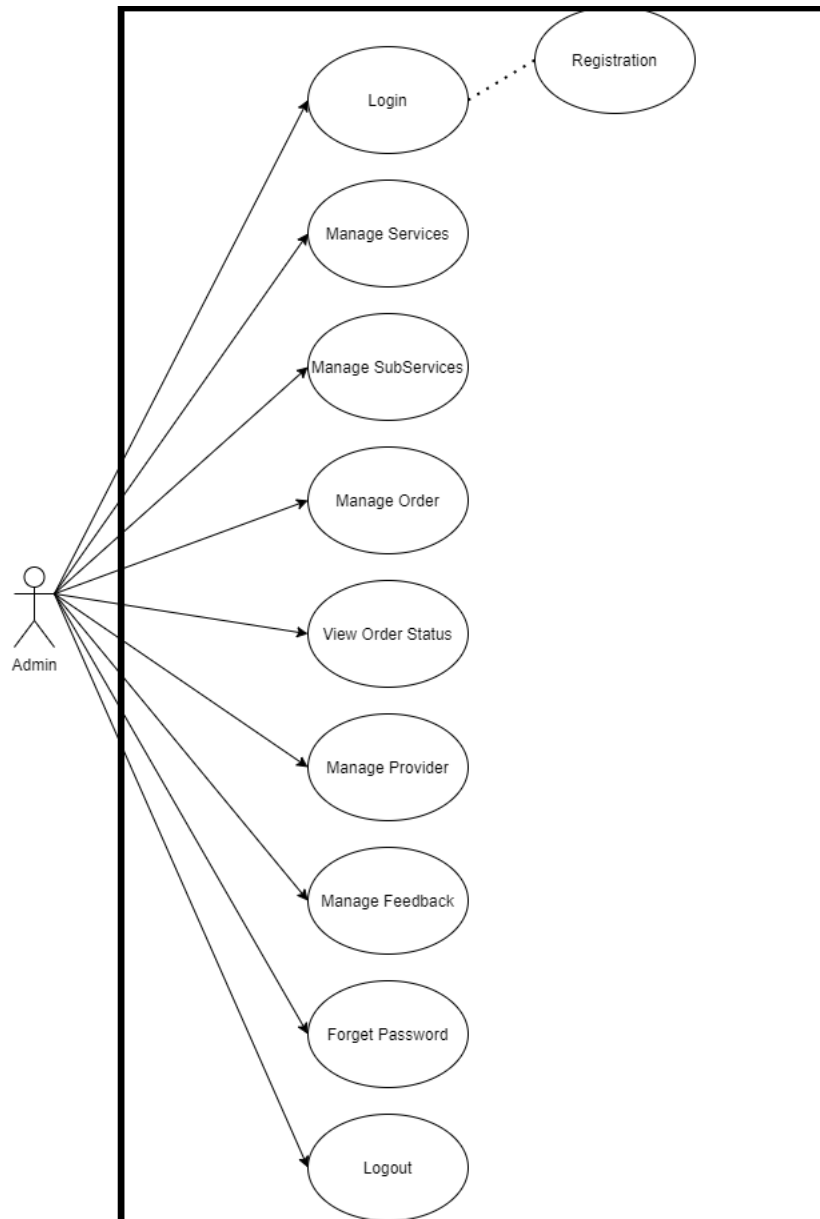 Registration
Login
Manage Services
Manage SubServices
Manage Order
View Order Status
Admin
Manage Provider
Manage Feedback
Forget Password
Logout